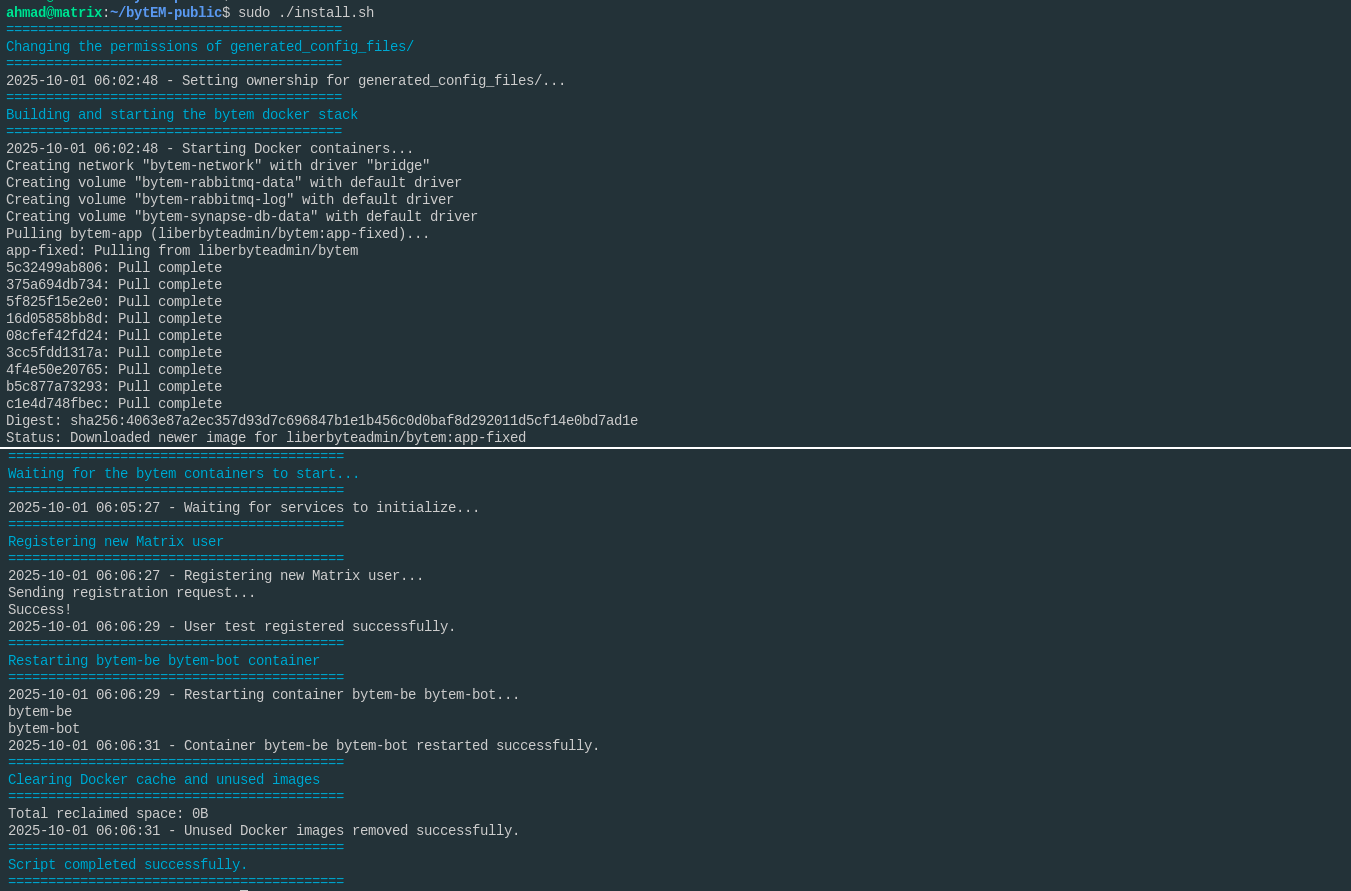 ahmad@matrix:~/bytEM-public$ sudo ./install.sh
==========================================
Changing the permissions of generated_config_files/
==========================================
2025-10-01 06:02:48 - Setting ownership for generated_config_files/...
==========================================
Building and starting the bytem docker stack
==========================================
2025-10-01 06:02:48 - Starting Docker containers...
Creating network "bytem-network" with driver "bridge"
Creating volume "bytem-rabbitmq-data" with default driver
Creating volume "bytem-rabbitmq-log" with default driver
Creating volume "bytem-synapse-db-data" with default driver
Pulling bytem-app (liberbyteadmin/bytem:app-fixed)...
app-fixed: Pulling from liberbyteadmin/bytem
5c32499ab806: Pull complete
375a694db734: Pull complete
5f825f15e2e0: Pull complete
16d05858bb8d: Pull complete
08cfef42fd24: Pull complete
3cc5fdd1317a: Pull complete
4f4e50e20765: Pull complete
b5c877a73293: Pull complete
c1e4d748fbec: Pull complete
Digest: sha256:4063e87a2ec357d93d7c696847b1e1b456c0d0baf8d292011d5cf14e0bd7ad1e
Status: Downloaded newer image for liberbyteadmin/bytem:app-fixed
==========================================
Waiting for the bytem containers to start...
==========================================
2025-10-01 06:05:27 - Waiting for services to initialize...
==========================================
Registering new Matrix user
==========================================
2025-10-01 06:06:27 - Registering new Matrix user...
Sending registration request...
Success!
2025-10-01 06:06:29 - User test registered successfully.
==========================================
Restarting bytem-be bytem-bot container
==========================================
2025-10-01 06:06:29 - Restarting container bytem-be bytem-bot...
bytem-be
bytem-bot
2025-10-01 06:06:31 - Container bytem-be bytem-bot restarted successfully.
==========================================
Clearing Docker cache and unused images
==========================================
Total reclaimed space: 0B
2025-10-01 06:06:31 - Unused Docker images removed successfully.
==========================================
Script completed successfully.
==========================================